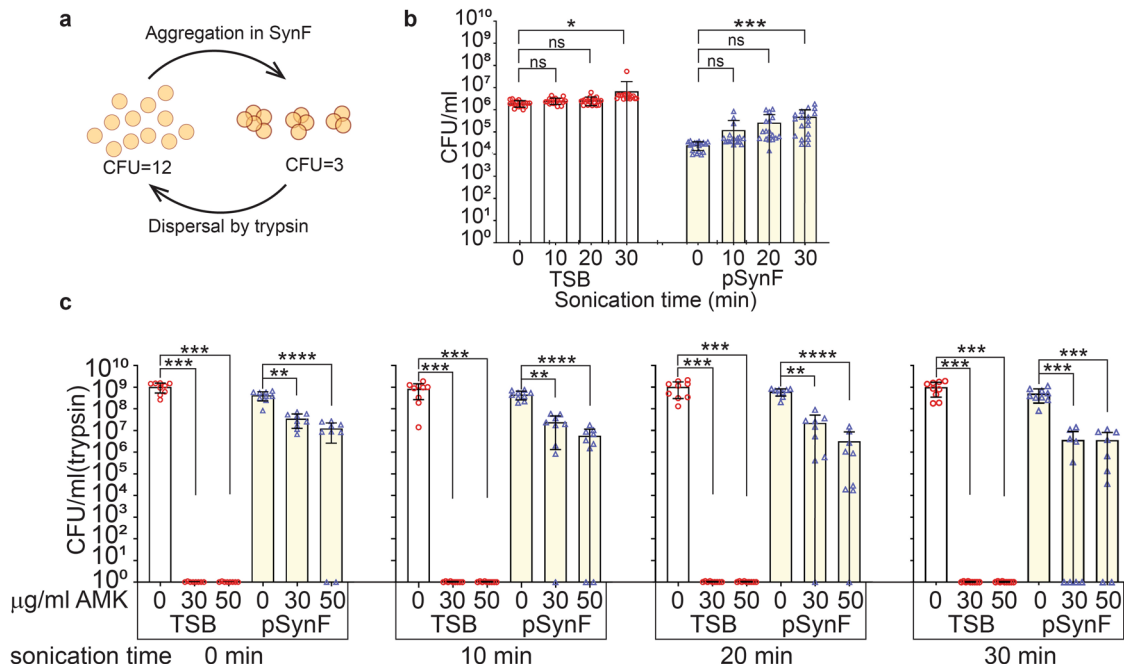 a
Aggregation in SynF
CFU=12
CFU=3
Dispersal by trypsin
b
CFU/ml
10¹⁰
10⁹
10⁸
10⁷
10⁶
10⁵
10⁴
10³
10²
10¹
10⁰
*
ns
ns
***
ns
ns
0 10 20 30 0 10 20 30
TSB pSynF
Sonication time (min)
c
CFU/ml(trypsin)
10¹⁰
10⁹
10⁸
10⁷
10⁶
10⁵
10⁴
10³
10²
10¹
10⁰
*** *** **** **
*** *** **** **
*** *** **** **
*** *** *** ***
μg/ml AMK 0 30 50 0 30 50 0 30 50 0 30 50 0 30 50 0 30 50 0 30 50 0 30 50
TSB pSynF TSB pSynF TSB pSynF TSB pSynF
sonication time 0 min 10 min 20 min 30 min